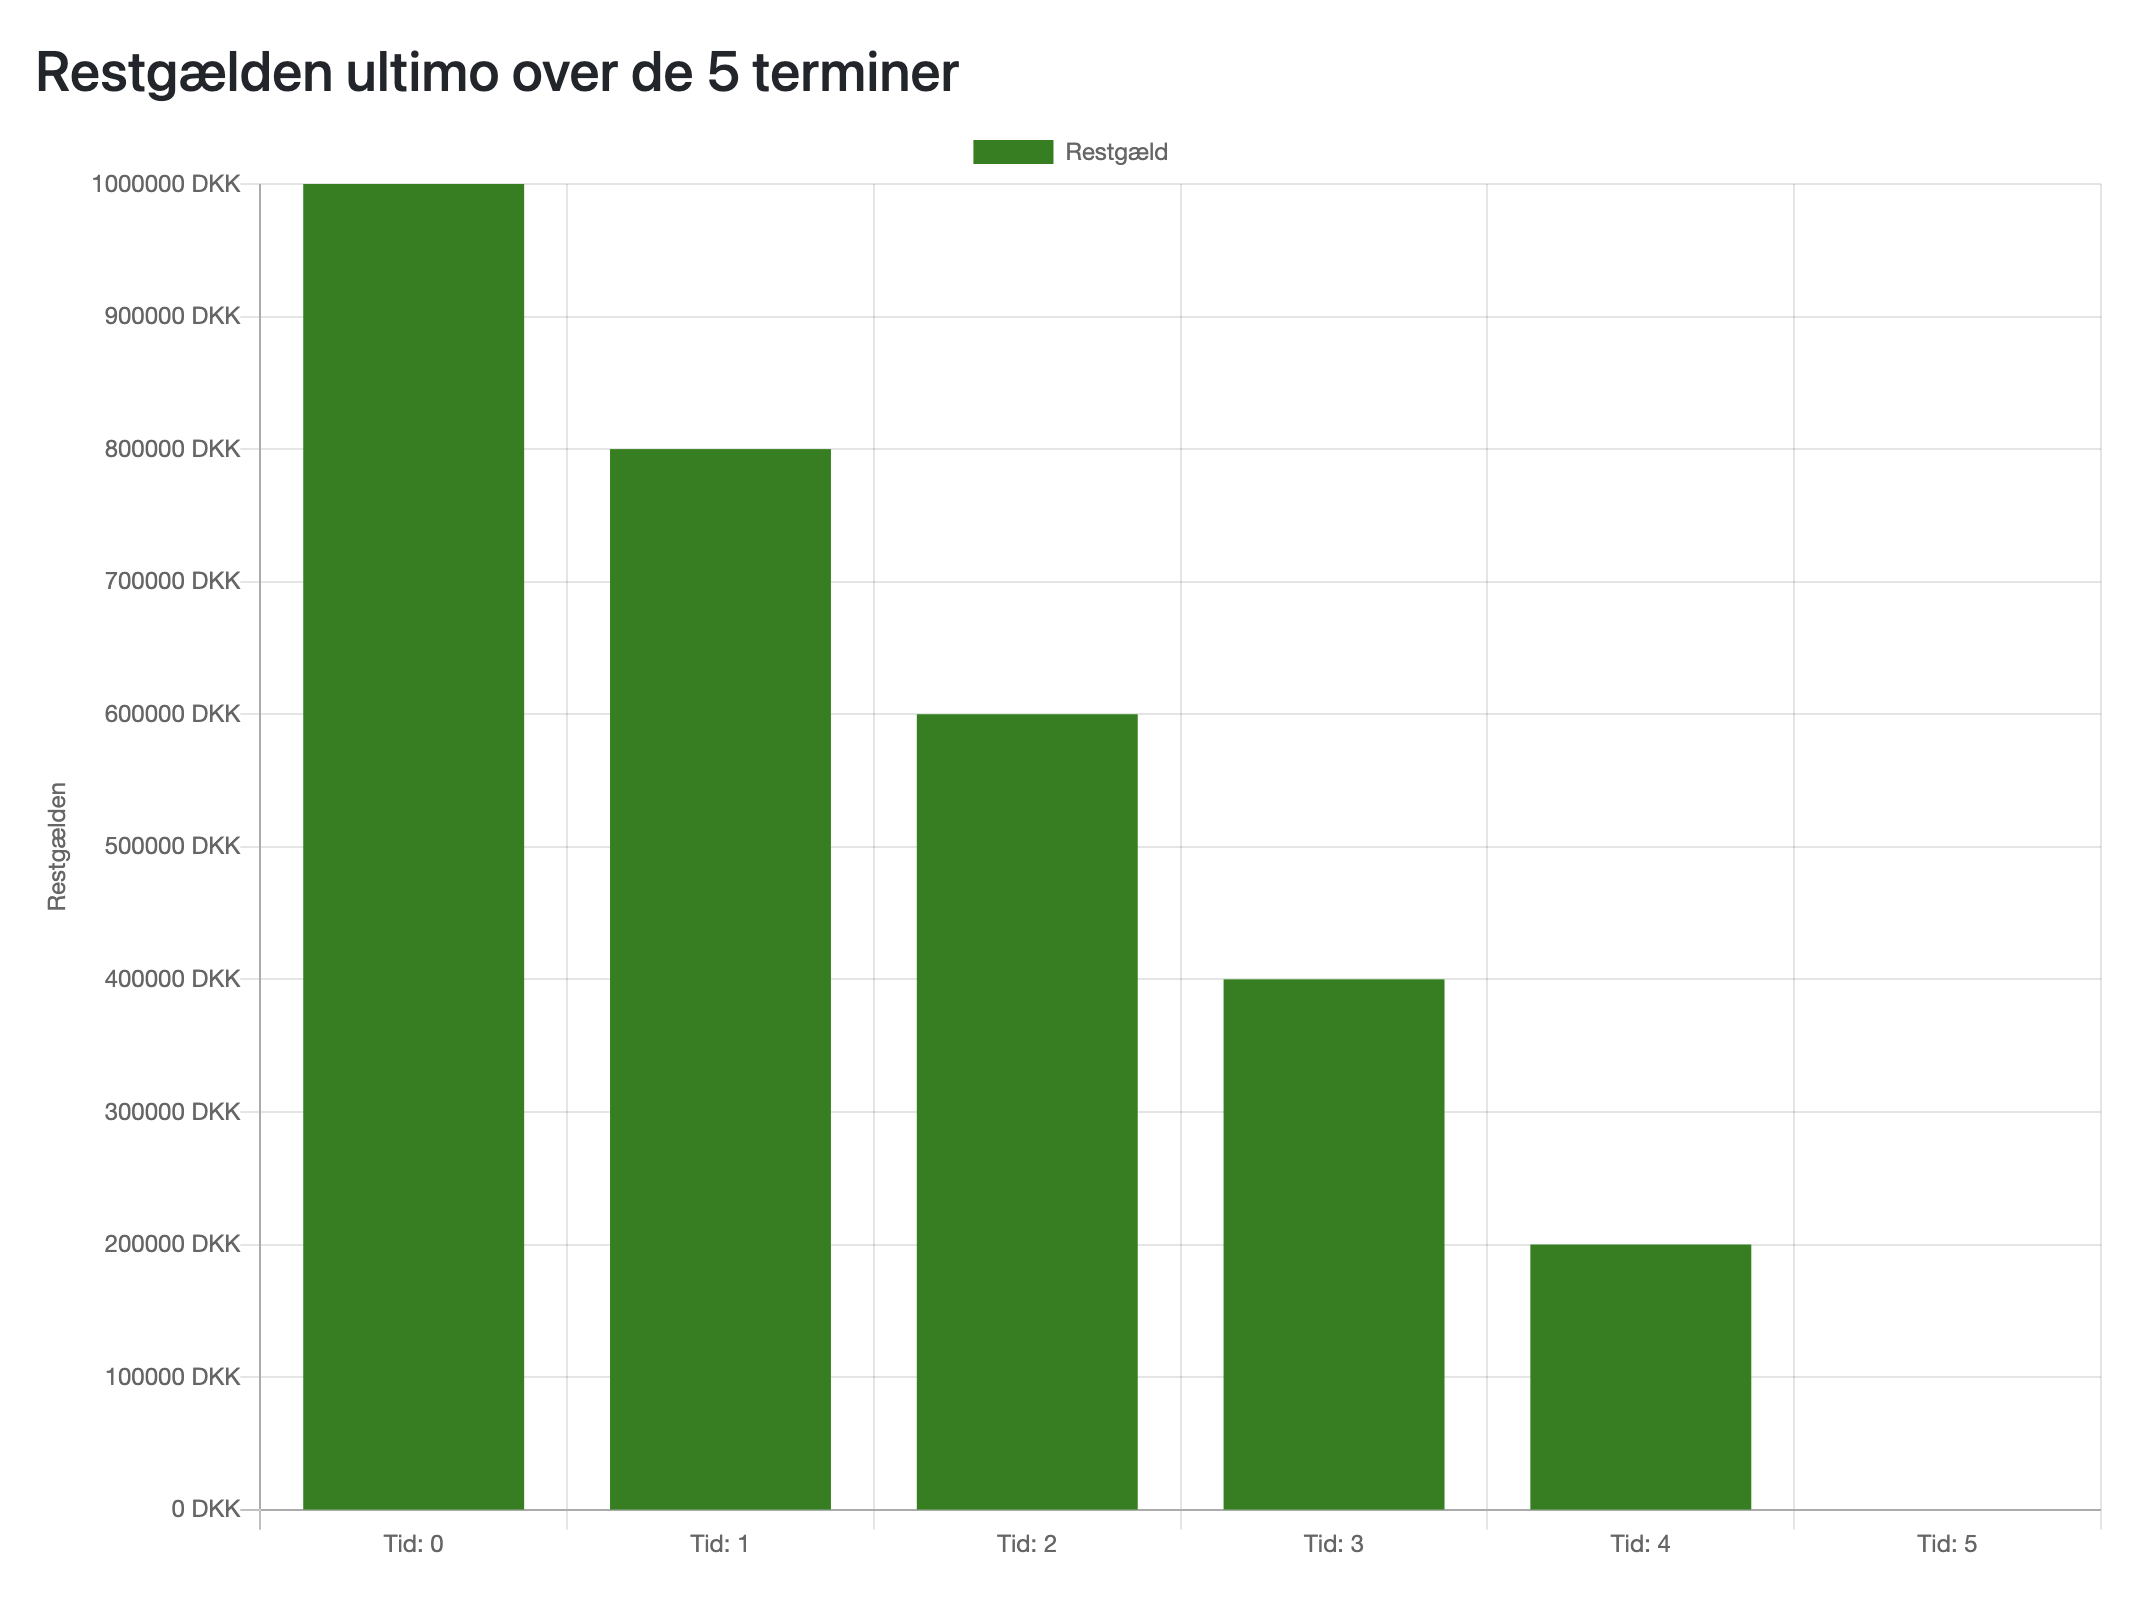 Restgælden ultimo over de 5 terminer
Restgæld
1000000 DKK
900000 DKK
800000 DKK
700000 DKK
600000 DKK
500000 DKK
400000 DKK
300000 DKK
200000 DKK
100000 DKK
0 DKK
Restgælden
Tid: 0
Tid: 1
Tid: 2
Tid: 3
Tid: 4
Tid: 5